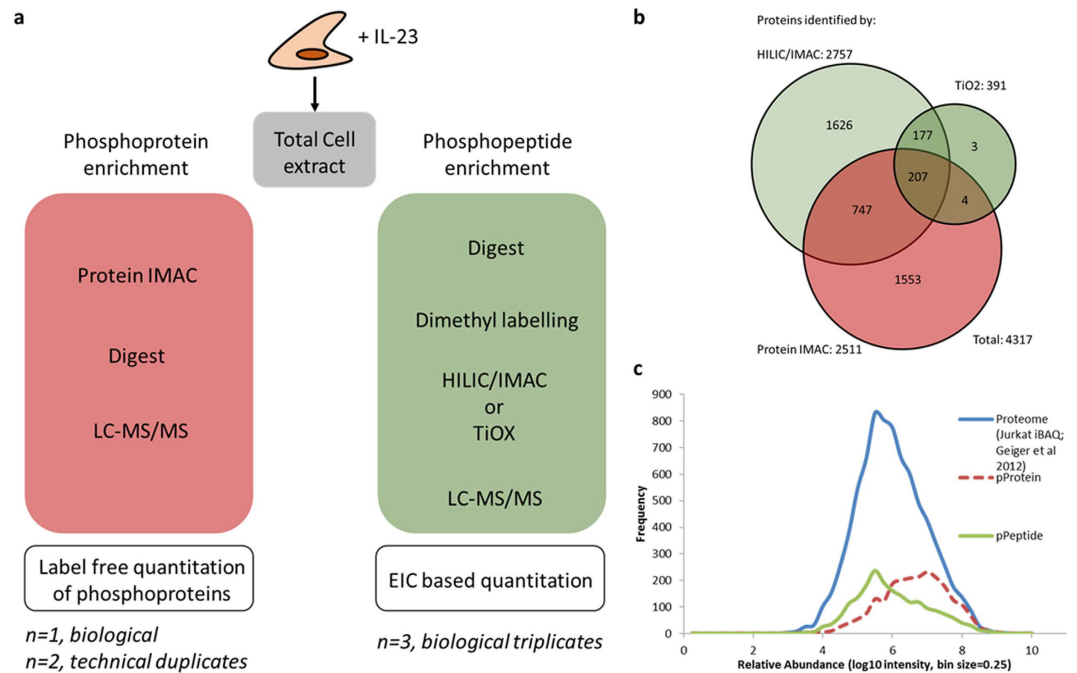 a
+ IL-23
Total Cell
extract
Phosphoprotein
enrichment
Protein IMAC
Digest
LC-MS/MS
Label free quantitation
of phosphoproteins
n=1, biological
n=2, technical duplicates
Phosphopeptide
enrichment
Digest
Dimethyl labelling
HILIC/IMAC
or
TiOX
LC-MS/MS
EIC based quantitation
n=3, biological triplicates
b
Proteins identified by:
HILIC/IMAC: 2757
TiO2: 391
1626
177
3
207
747
4
1553
Protein IMAC: 2511
Total: 4317
c
900
800
700
600
500
400
300
200
100
0
Frequency
0 2 4 6 8 10
Relative Abundance (log10 intensity, bin size=0.25)
Proteome
(Jurkat iBAQ;
Geiger et al
2012)
pProtein
pPeptide